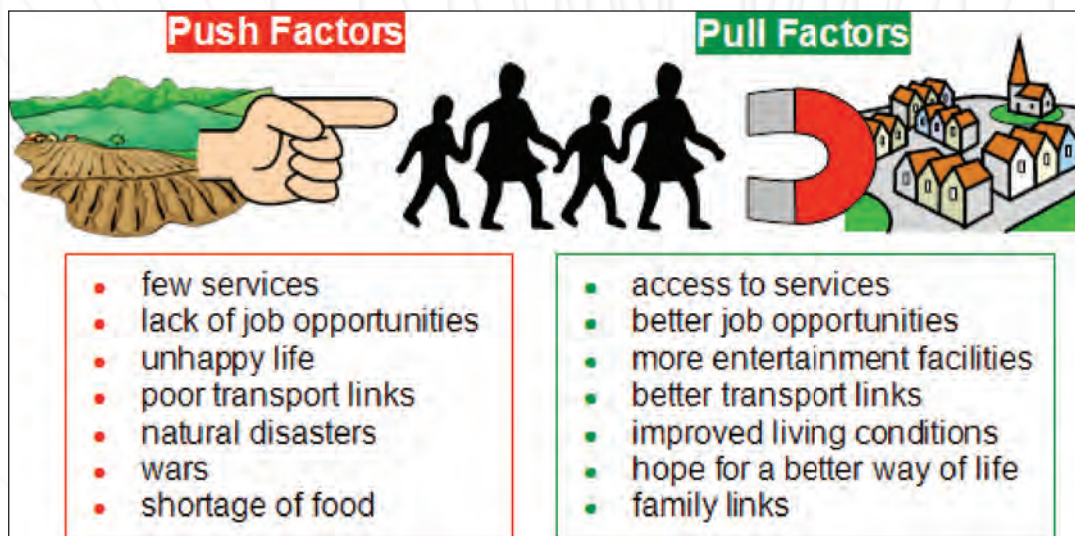 Push Factors
Pull Factors
few services
lack of job opportunities
unhappy life
poor transport links
natural disasters
wars
shortage of food
access to services
better job opportunities
more entertainment facilities
better transport links
improved living conditions
hope for a better way of life
family links